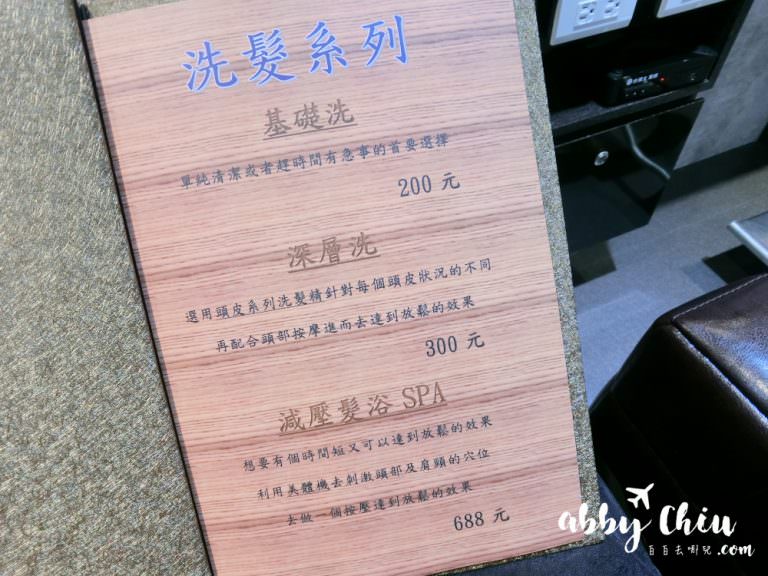 洗髮系列
基礎洗
單純清潔或者趕時間有急事的首要選擇
200 元
深層洗
選用頭皮系列洗髮精針對每個頭皮狀況的不同
再配合頭部按摩進而去達到放鬆的效果
300 元
減壓髮浴 SPA
想要有個時間短又可以達到放鬆的效果
利用美體機去刺激頭部及肩頸的穴位
去做一個按壓達到放鬆的效果
688 元
abby Chiu
百百去哪兒.com